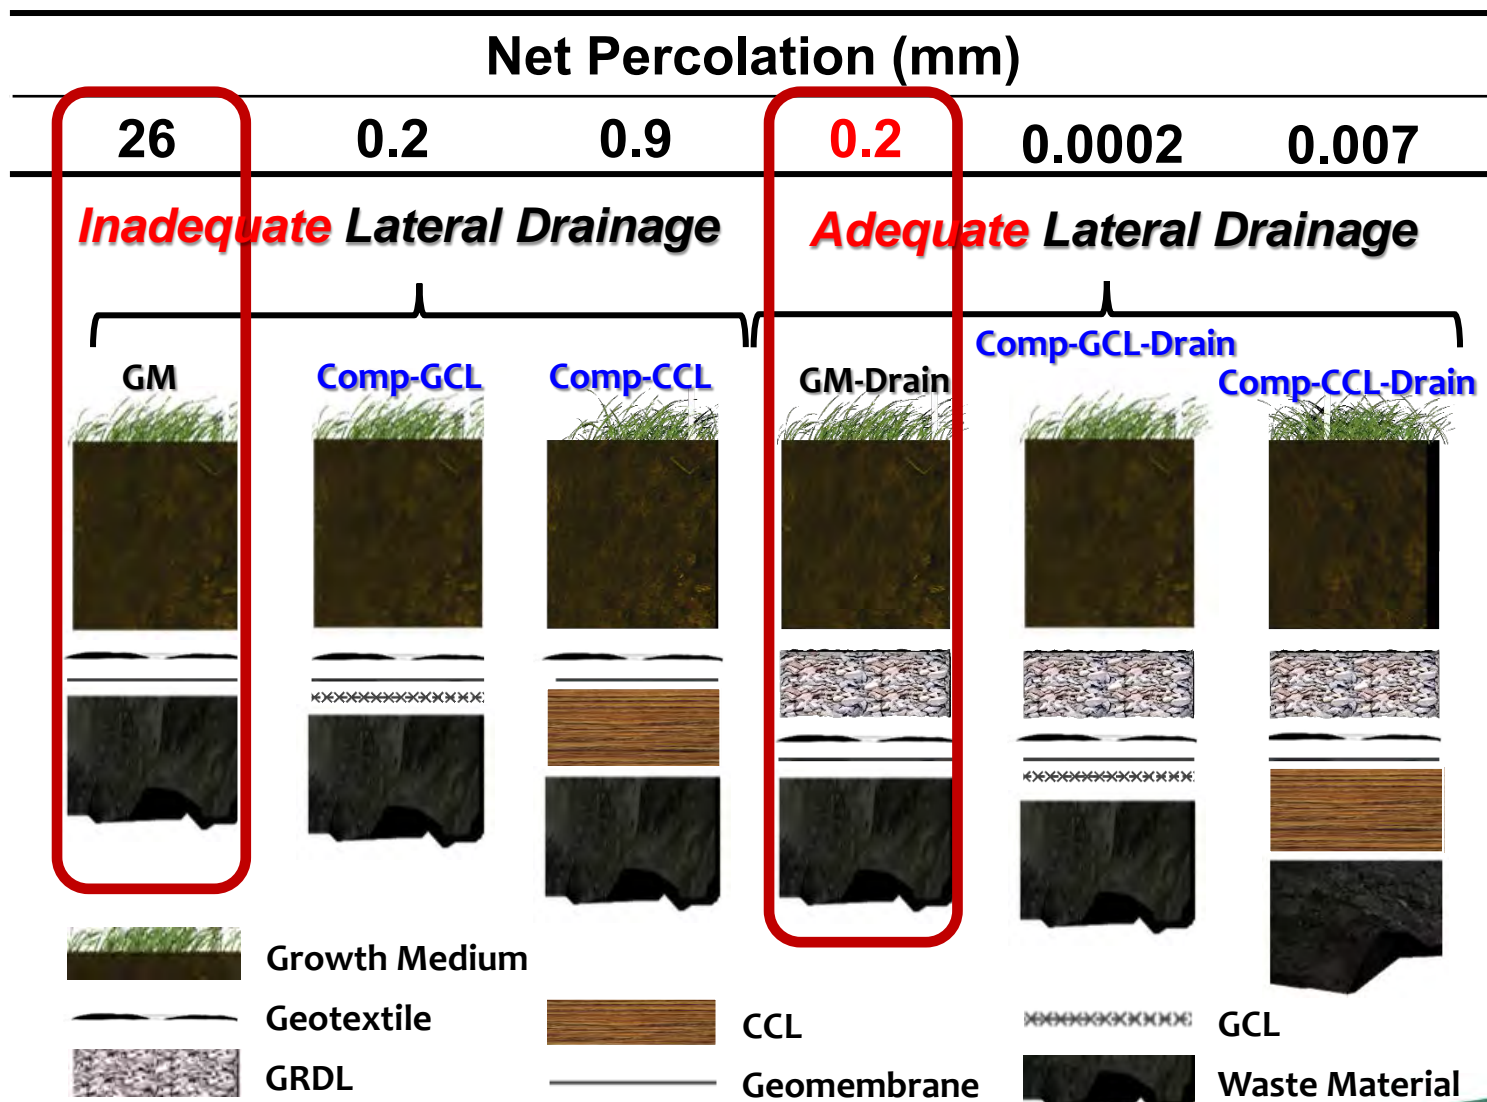 Net Percolation (mm)
26 0.2 0.9 0.2 0.0002 0.007
Inadequate Lateral Drainage Adequate Lateral Drainage
GM Comp-GCL Comp-CCL GM-Drain Comp-GCL-Drain Comp-CCL-Drain
Growth Medium
Geotextile CCL GCL
GRDL Geomembrane Waste Material